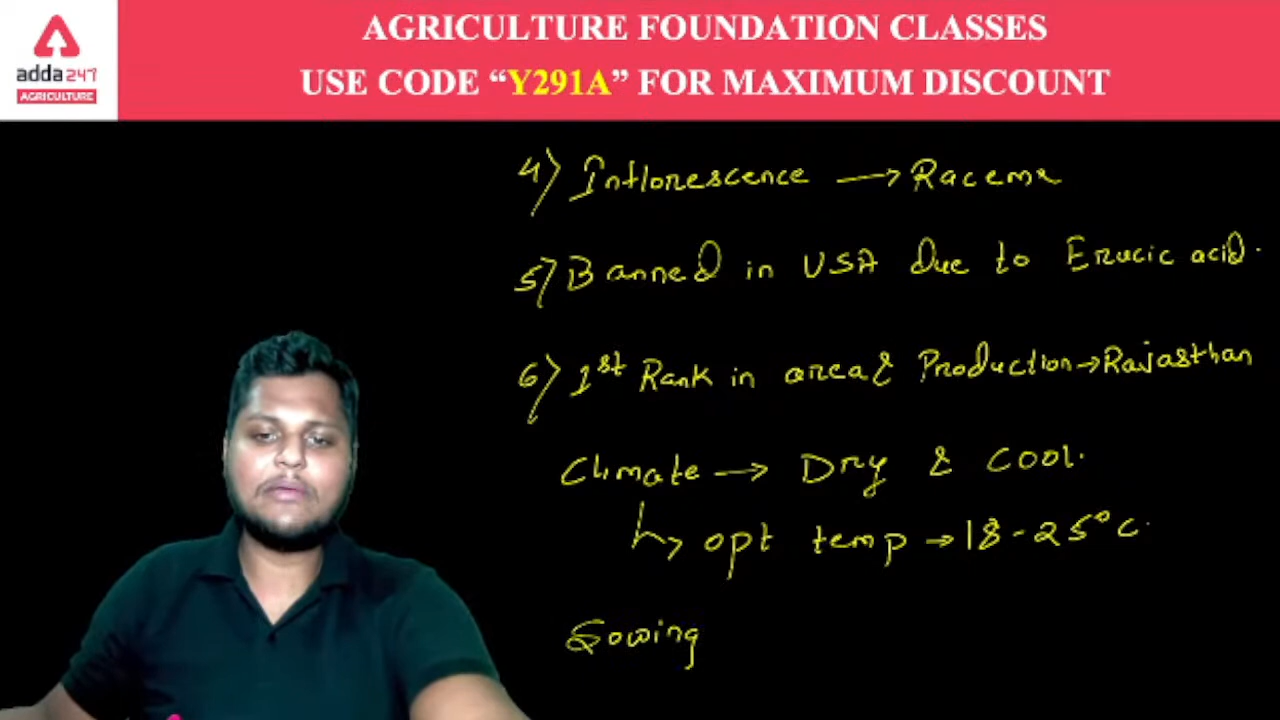 AGRICULTURE FOUNDATION CLASSES
USE CODE “Y291A” FOR MAXIMUM DISCOUNT
adda247
AGRICULTURE
4) Inflorescence → Raceme
5) Banned in USA Due to Erucic acid.
6) 1st Rank in area & Production → Rajasthan
Climate → Dry & Cool.
↳ opt temp → 18-25°C.
Sowing